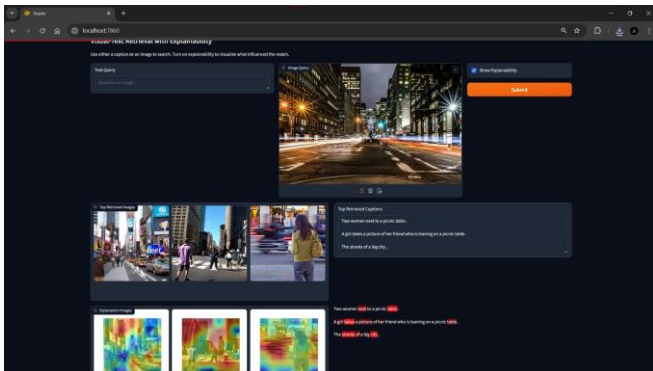 Gradio
localhost:7860
Visual-Text Retrieval with Explainability
Use either a caption or an image to search. Turn on explainability to visualize what influenced the match.
Text Query
Image Query
Show Explainability
Submit
Top Retrieved Images
Top Retrieved Captions
Two women next to a picnic table.
A girl takes a picture of her friend who is leaning on a picnic table.
The streets of a big city,.
Explanation Images
Two women next to a picnic table.
A girl takes a picture of her friend who is leaning on a picnic table.
The streets of a big city,.